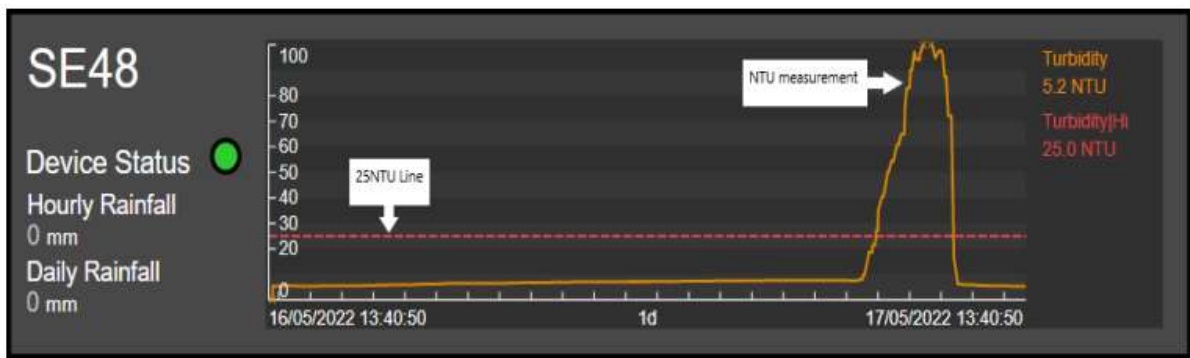 SE48
Device Status
Hourly Rainfall
0 mm
Daily Rainfall
0 mm
100
80
70
60
50
40
30
20
0
25NTU Line
NTU measurement
16/05/2022 13:40:50
1d
17/05/2022 13:40:50
Turbidity
5.2 NTU
Turbidity|Hi
25.0 NTU